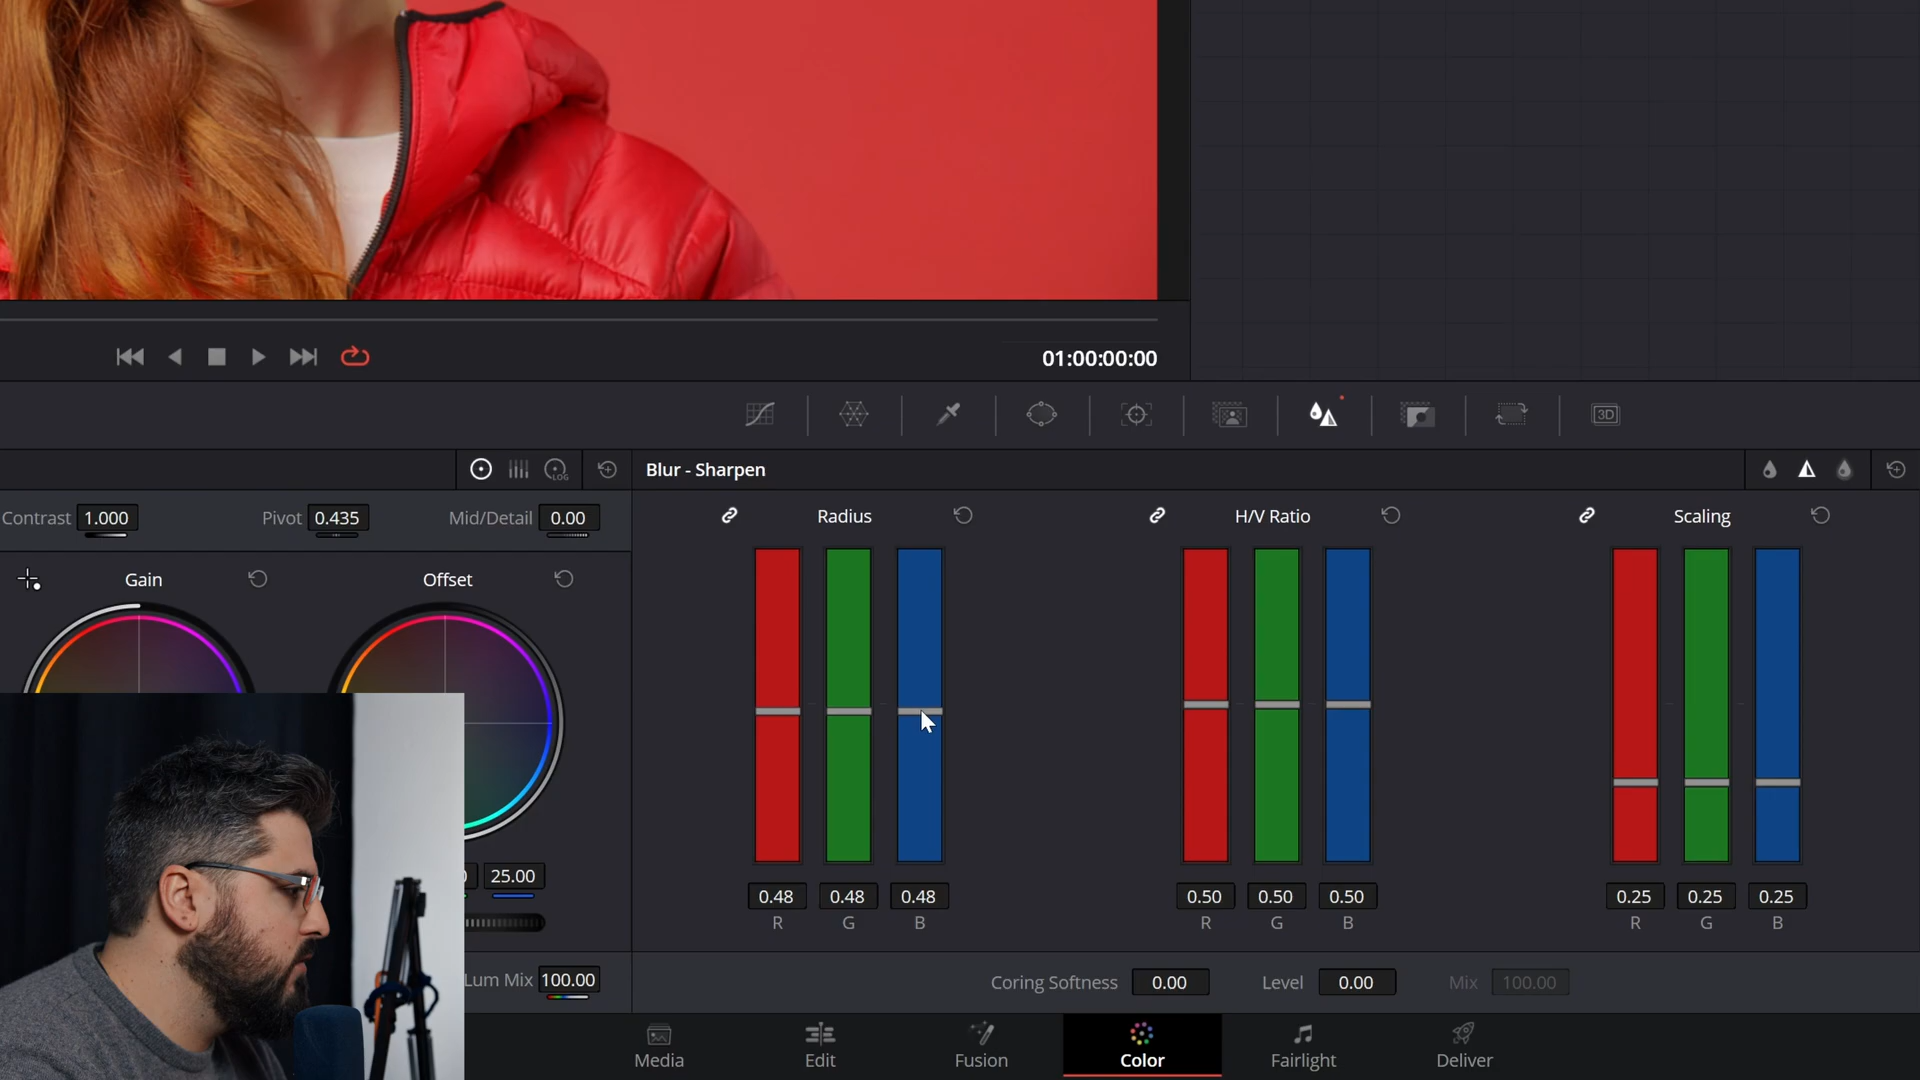 01:00:00:00
3D
LOG
Blur - Sharpen
Contrast 1.000 Pivot 0.435 Mid/Detail 0.00
Radius H/V Ratio Scaling
Gain Offset
25.00
0.48 0.48 0.48 0.50 0.50 0.50 0.25 0.25 0.25
R G B R G B R G B
Lum Mix 100.00
Coring Softness 0.00 Level 0.00 Mix 100.00
Media Edit Fusion Color Fairlight Deliver